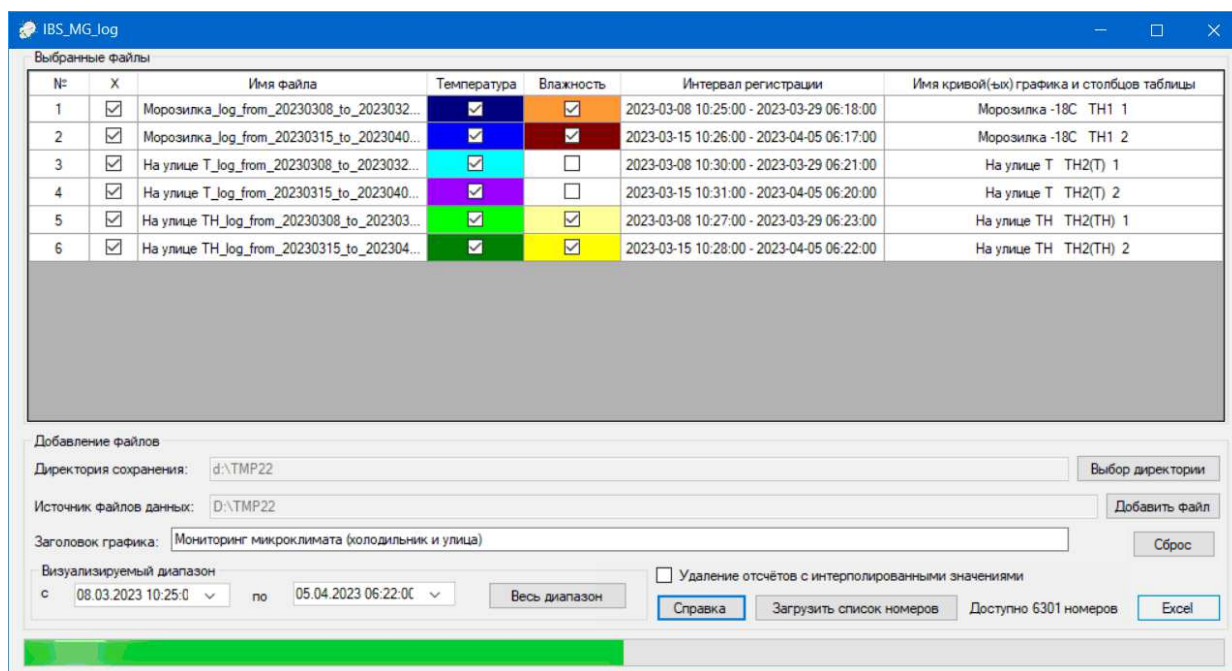 IBS_MG_log
Выбранные файлы
№ X Имя файла Температура Влажность Интервал регистрации Имя кривой(-ых) графика и столбцов таблицы
1 Морозилка_log_from_20230308_to_2023032... 2023-03-08 10:25:00 - 2023-03-29 06:18:00 Морозилка -18C TH1 1
2 Морозилка_log_from_20230315_to_2023040... 2023-03-15 10:26:00 - 2023-04-05 06:17:00 Морозилка -18C TH1 2
3 На улице T_log_from_20230308_to_2023032... 2023-03-08 10:30:00 - 2023-03-29 06:21:00 На улице T TH2(T) 1
4 На улице T_log_from_20230315_to_2023040... 2023-03-15 10:31:00 - 2023-04-05 06:20:00 На улице T TH2(T) 2
5 На улице TH_log_from_20230308_to_202303... 2023-03-08 10:27:00 - 2023-03-29 06:23:00 На улице TH TH2(TH) 1
6 На улице TH_log_from_20230315_to_202304... 2023-03-15 10:28:00 - 2023-04-05 06:22:00 На улице TH TH2(TH) 2
Добавление файлов
Директория сохранения: d:\TMP22 Выбор директории
Источник файлов данных: D:\TMP22 Добавить файл
Заголовок графика: Мониторинг микроклимата (холодильник и улица) Сброс
Визуализируемый диапазон Удаление отсчётов с интерполированными значениями
с 08.03.2023 10:25:0 по 05.04.2023 06:22:0 Весь диапазон Справка Загрузить список номеров Доступно 6301 номеров Excel